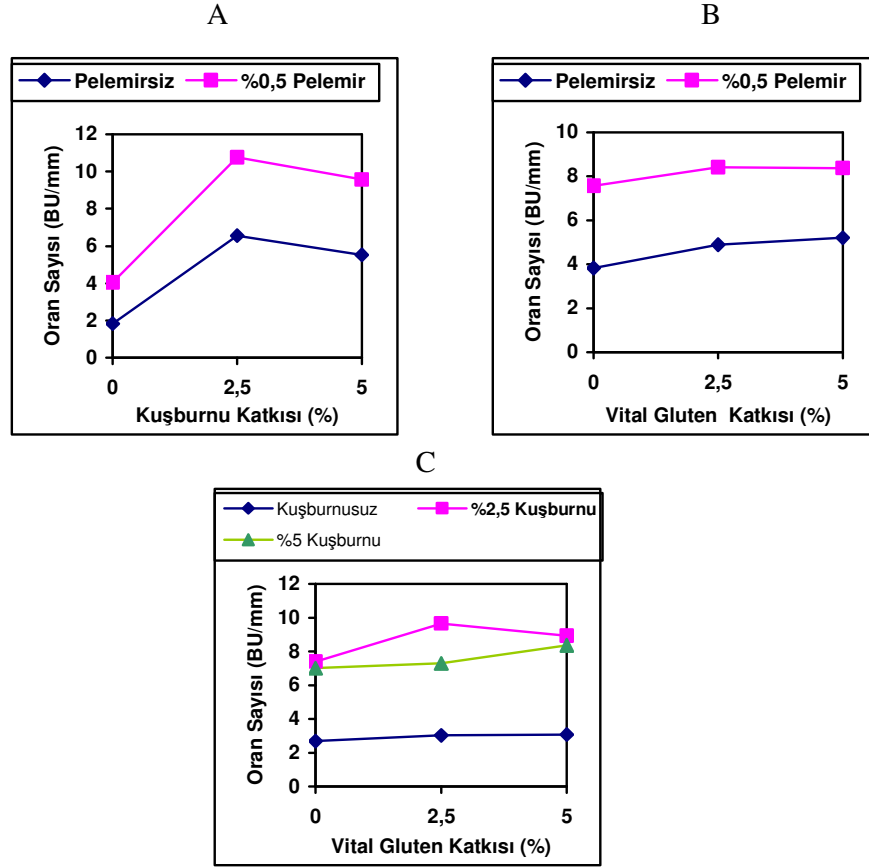 A
Pelemirsiz %0,5 Pelemir
Oran Sayısı (BU/mm)
12
10
8
6
4
2
0
0 2,5 5
Kuşburnu Katkısı (%)
B
Pelemirsiz %0,5 Pelemir
Oran Sayısı (BU/mm)
10
8
6
4
2
0
0 2,5 5
Vital Gluten Katkısı (%)
C
Kuşburnusuz %2,5 Kuşburnu
%5 Kuşburnu
Oran Sayısı (BU/mm)
12
10
8
6
4
2
0
0 2,5 5
Vital Gluten Katkısı (%)